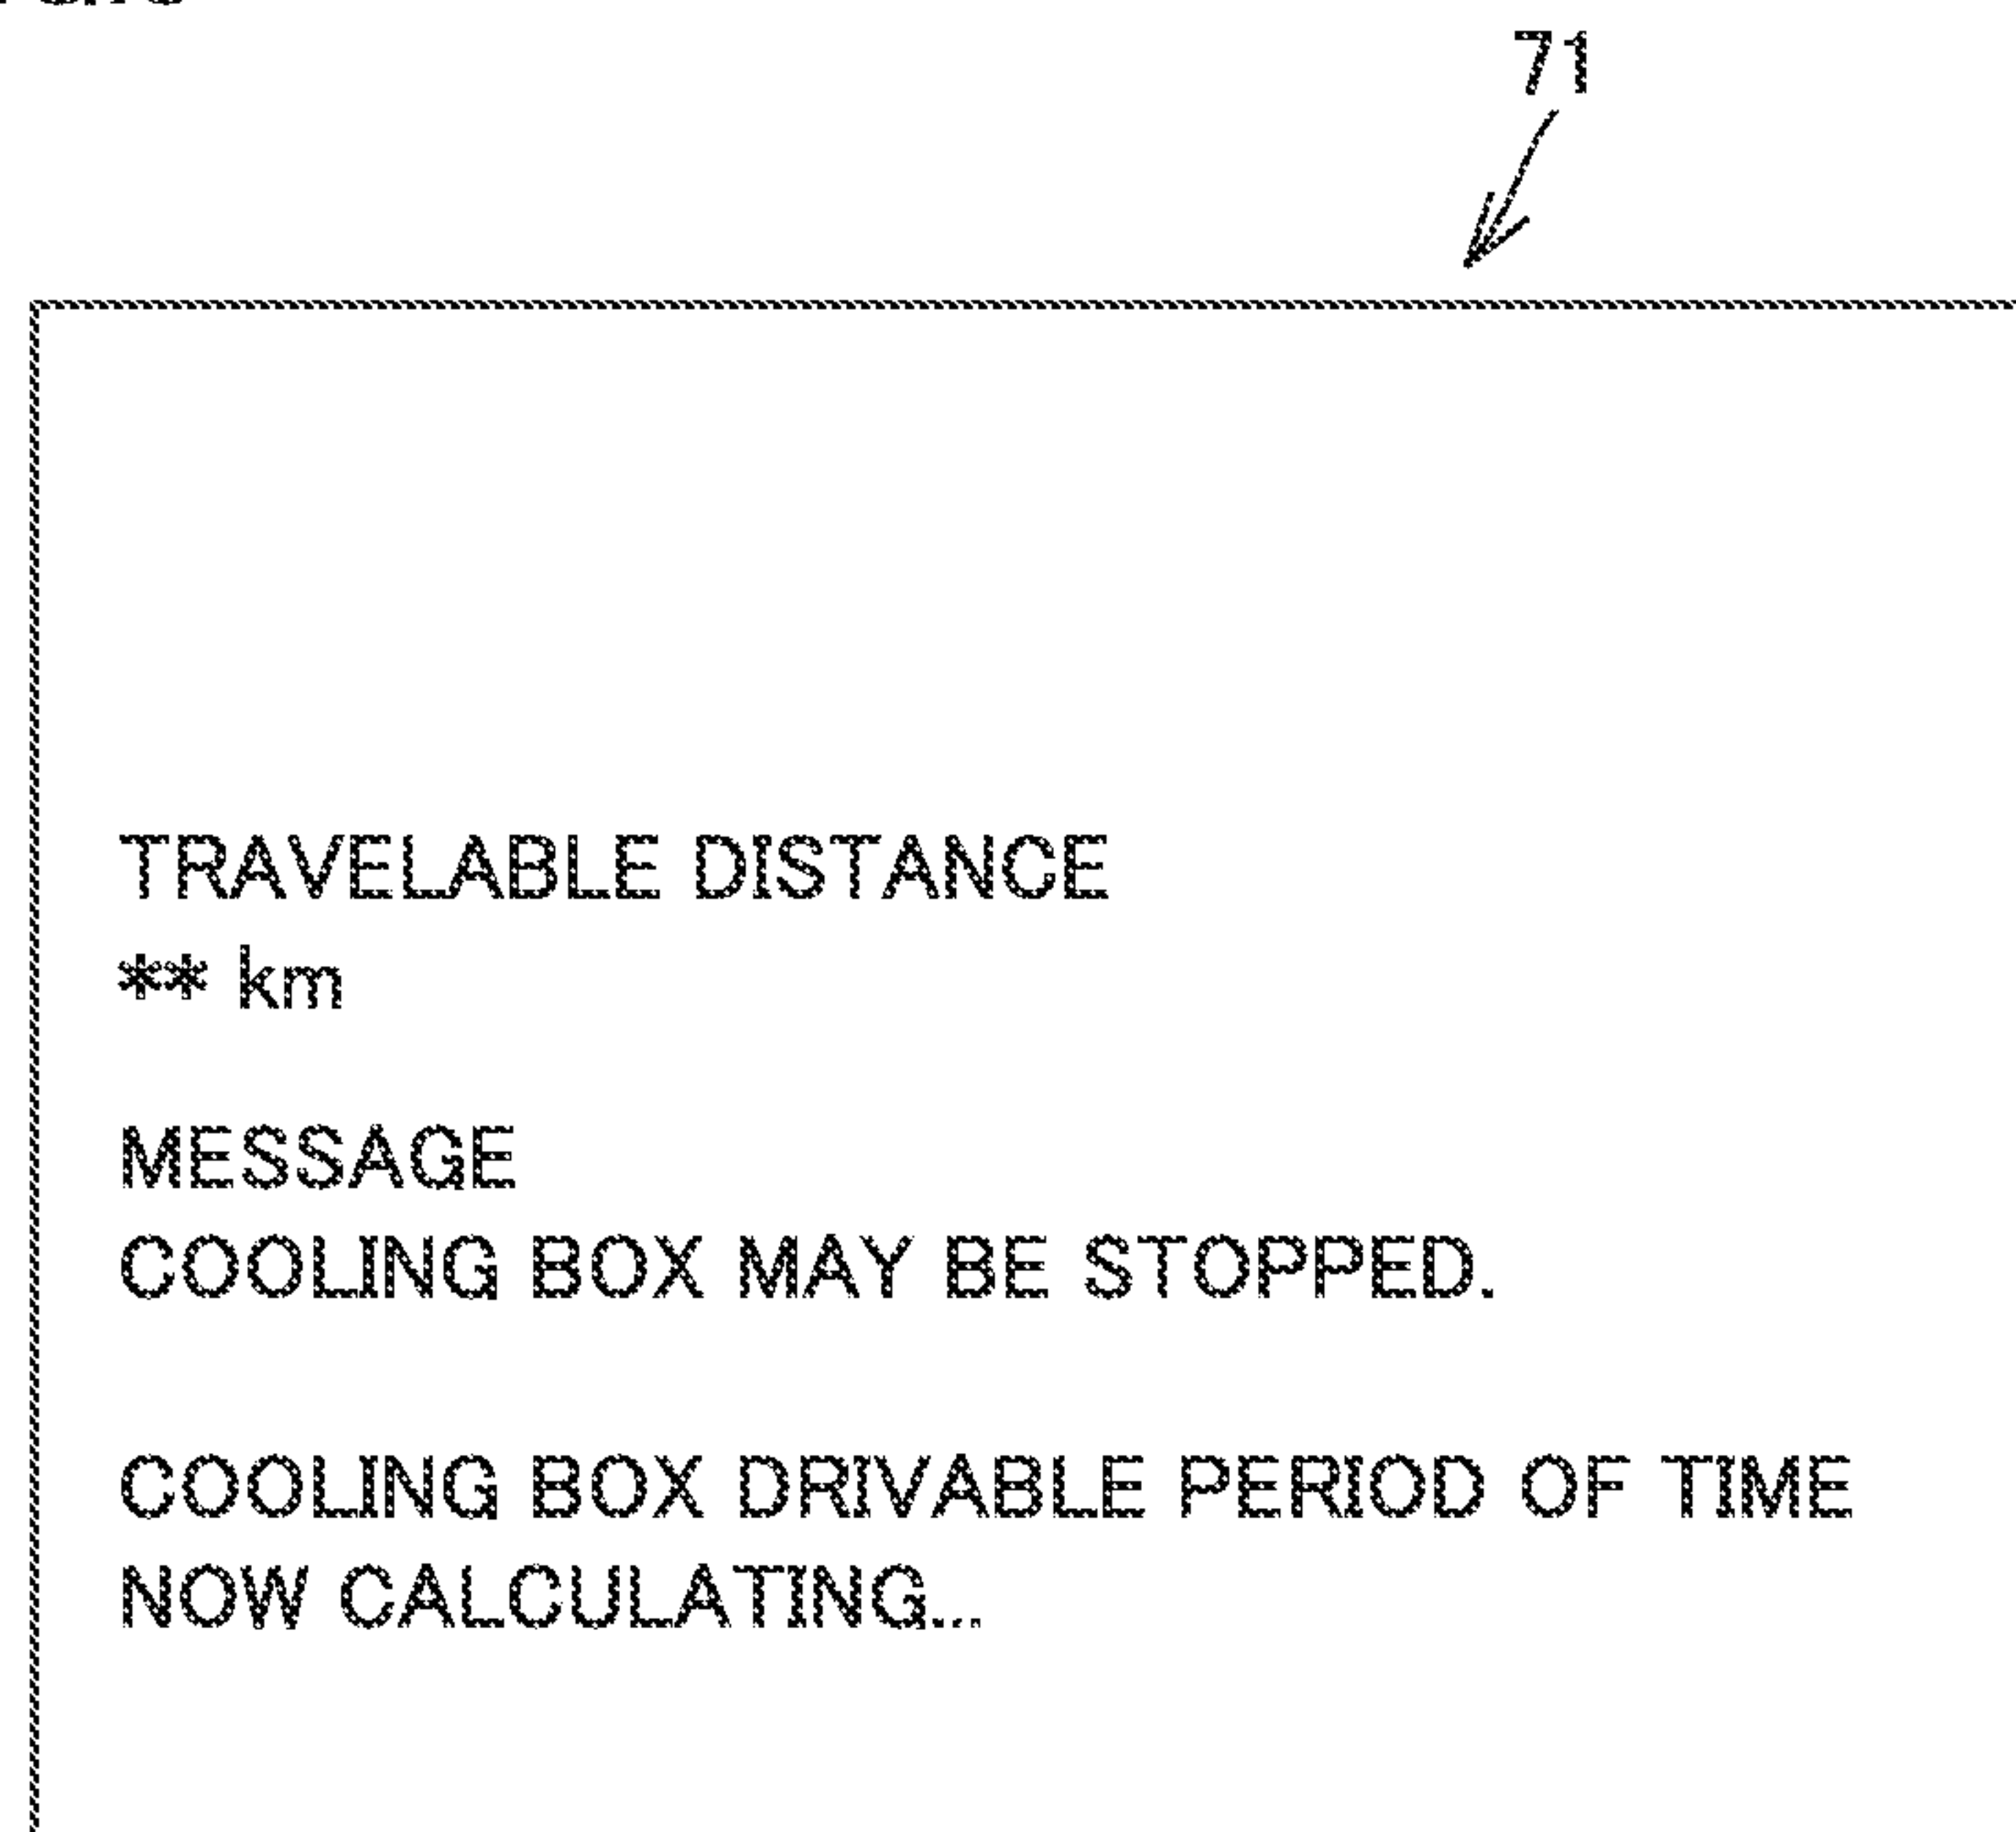 71
TRAVELABLE DISTANCE
** km
MESSAGE
COOLING BOX MAY BE STOPPED.
COOLING BOX DRIVABLE PERIOD OF TIME
NOW CALCULATING...